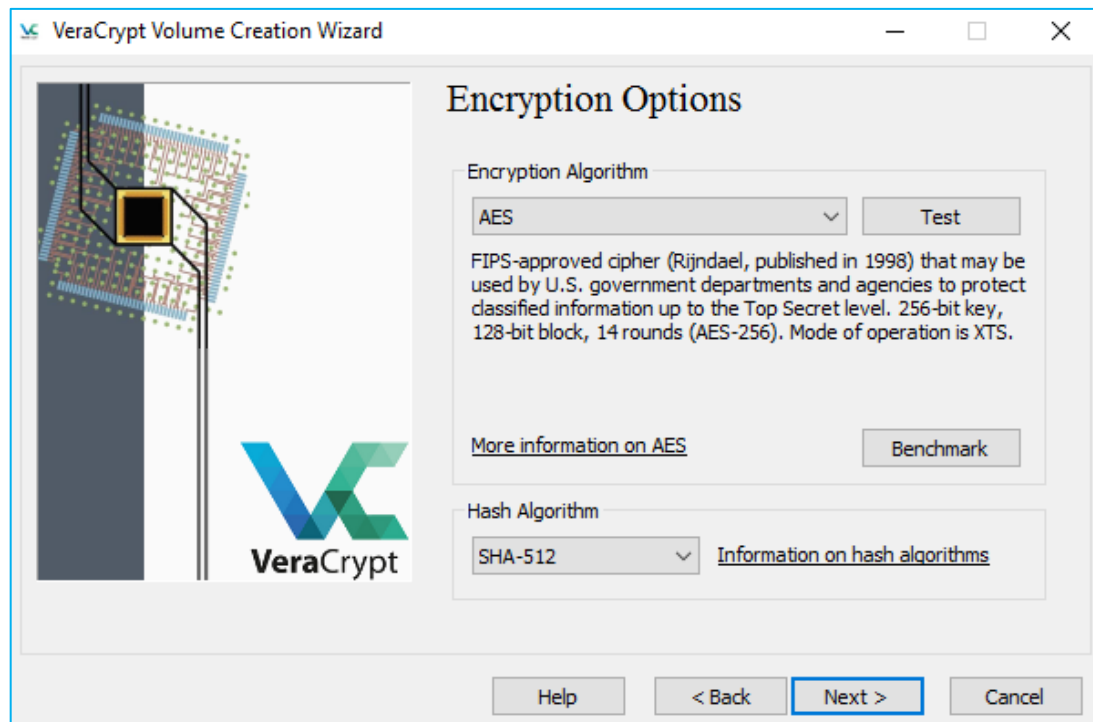 VeraCrypt Volume Creation Wizard
Encryption Options
Encryption Algorithm
AES
Test
FIPS-approved cipher (Rijndael, published in 1998) that may be
used by U.S. government departments and agencies to protect
classified information up to the Top Secret level. 256-bit key,
128-bit block, 14 rounds (AES-256). Mode of operation is XTS.
More information on AES
Benchmark
VeraCrypt
Hash Algorithm
SHA-512
Information on hash algorithms
Help
< Back
Next >
Cancel